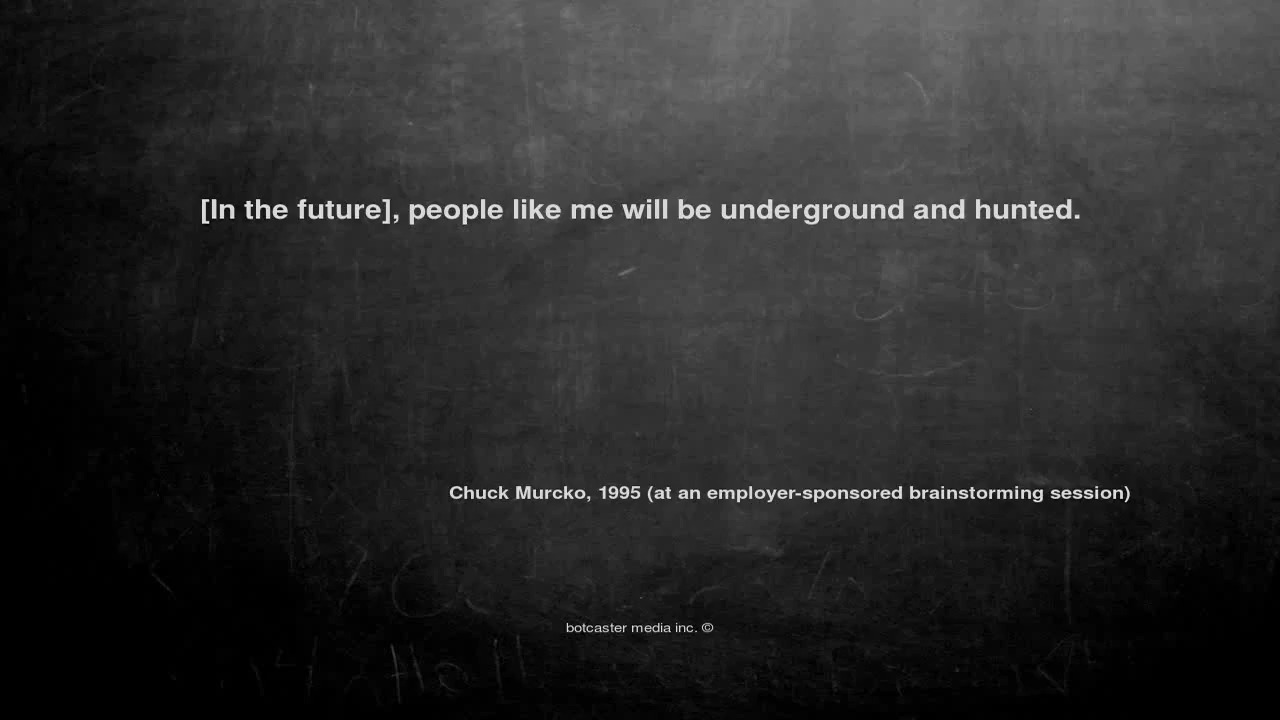 [In the future], people like me will be underground and hunted.
Chuck Murcko, 1995 (at an employer-sponsored brainstorming session)
botcaster media inc. ©